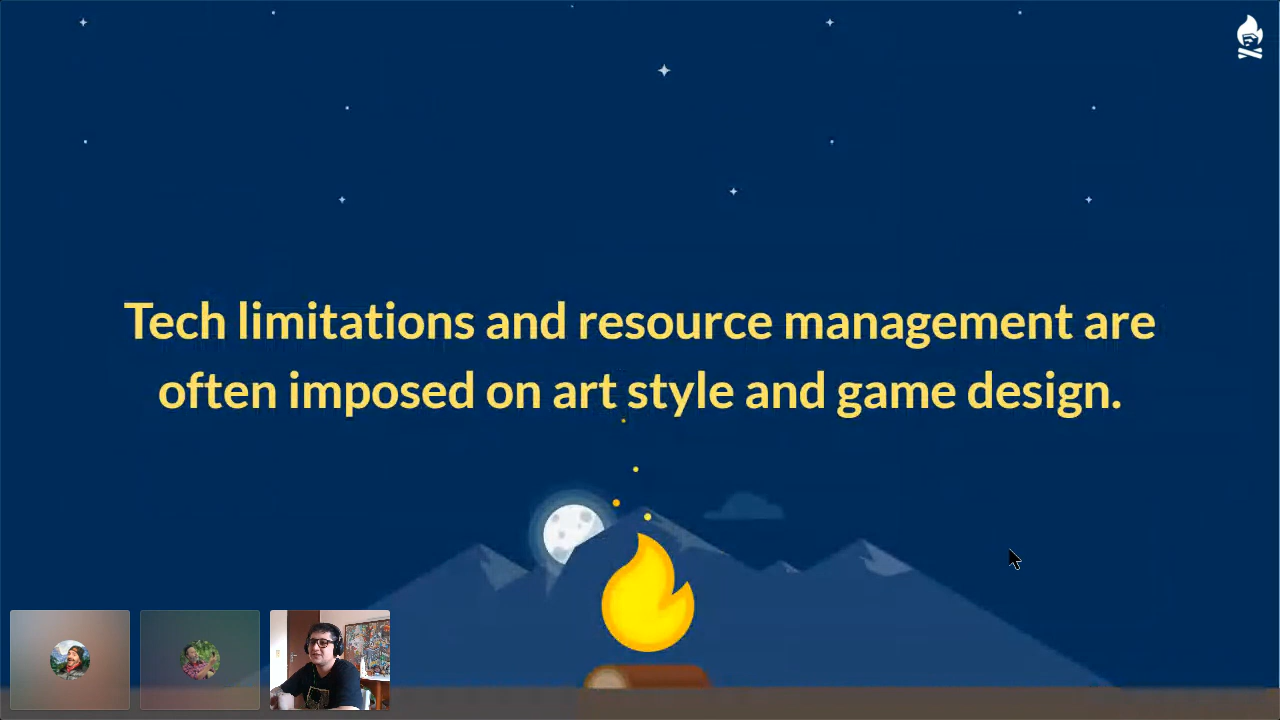 Tech limitations and resource management are
often imposed on art style and game design.